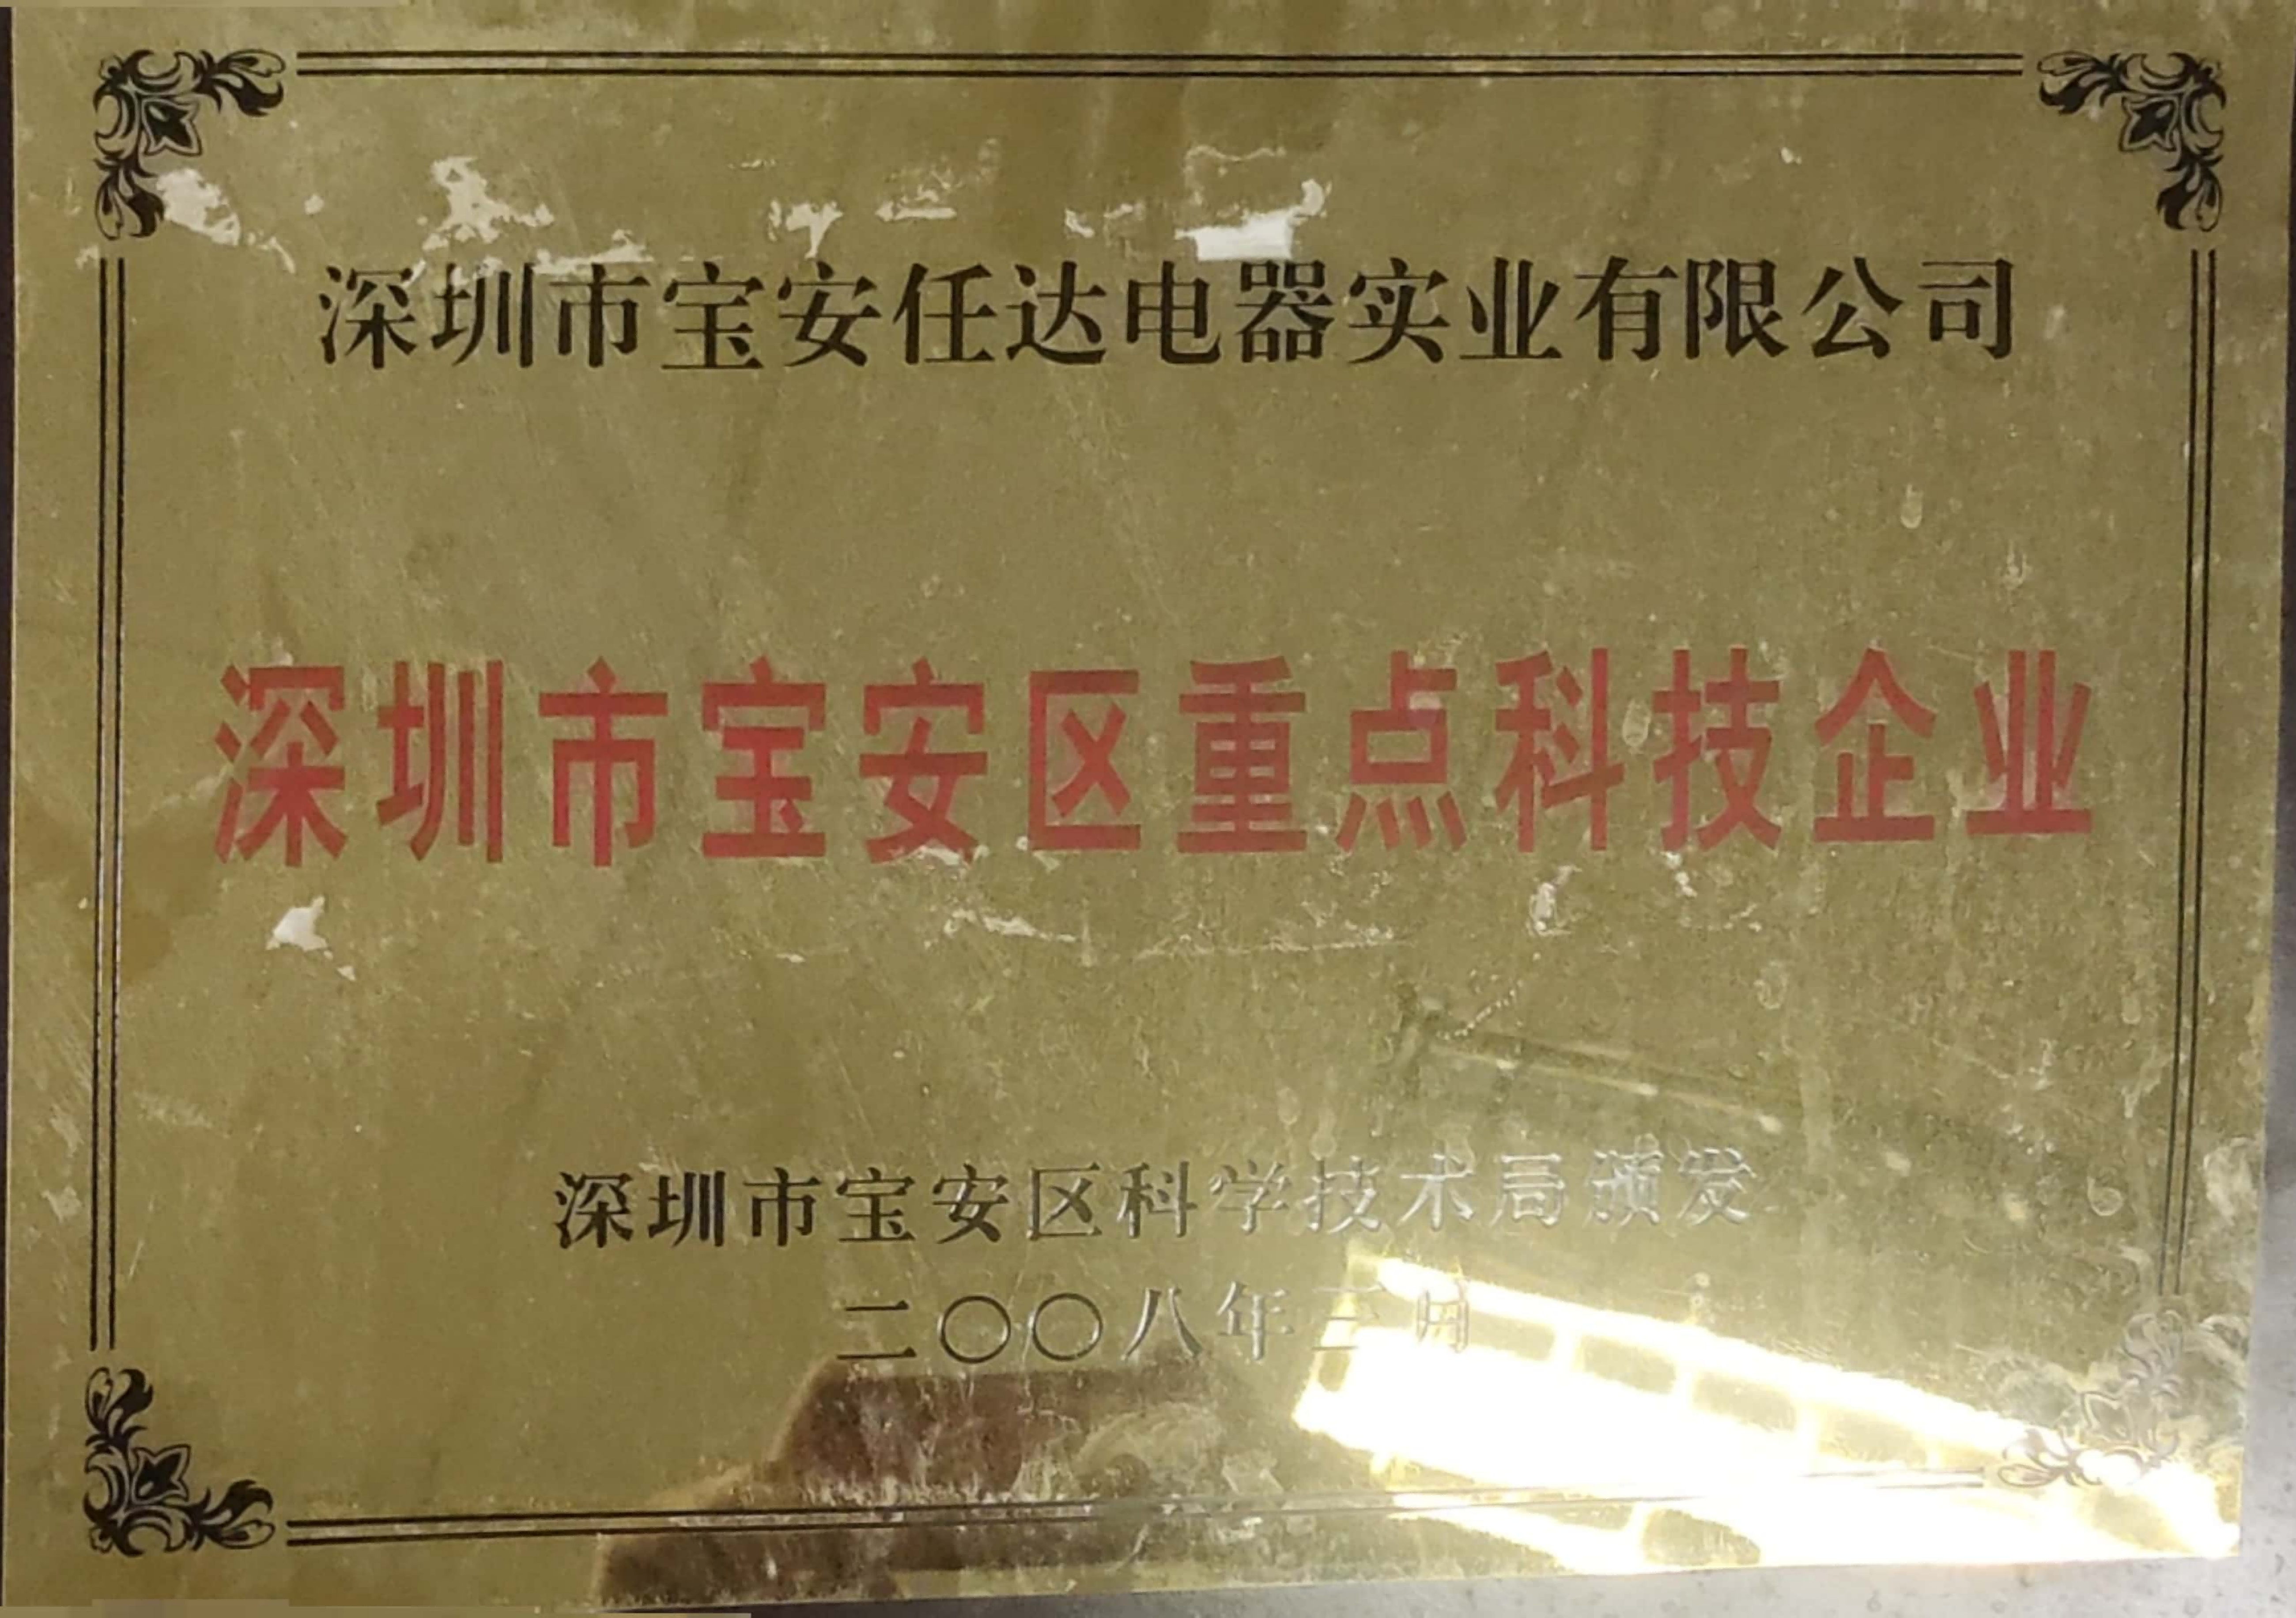 深圳市宝安任达电器实业有限公司
深圳市宝安区重点科技企业
深圳市宝安区科学技术局颁发
二〇〇八年三月